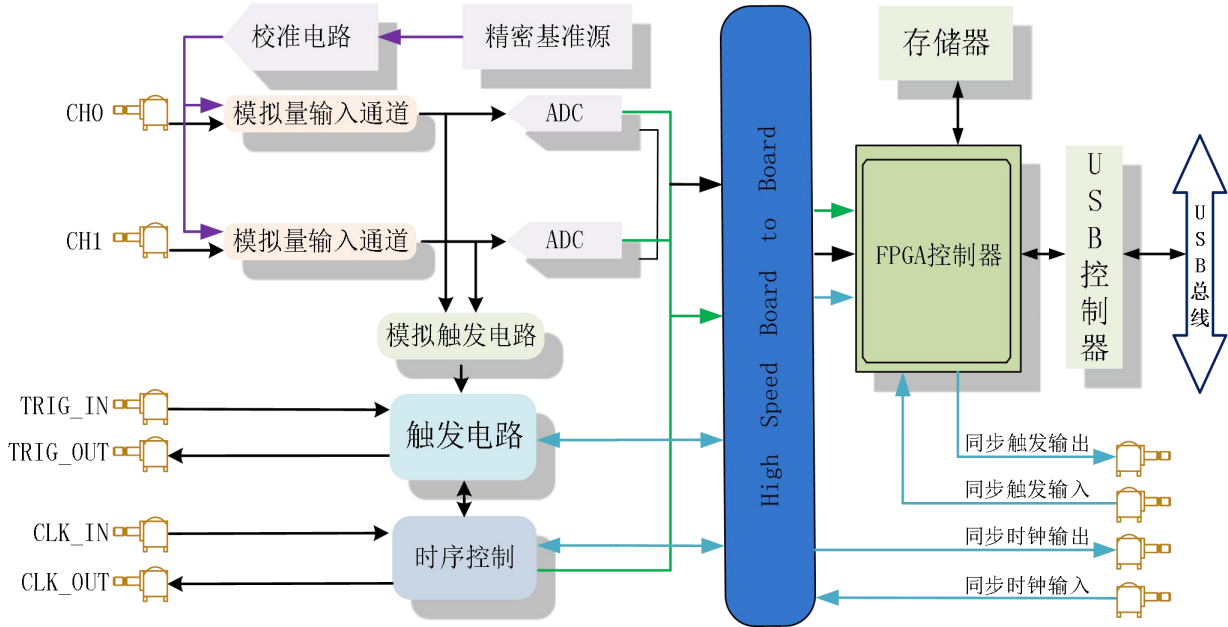 校准电路
精密基准源
存储器
CH0
模拟量输入通道
ADC
CH1
模拟量输入通道
ADC
High Speed Board to Board
FPGA控制器
USB控制器
USB总线
模拟触发电路
TRIG_IN
触发电路
TRIG_OUT
同步触发输出
同步触发输入
CLK_IN
时序控制
同步时钟输出
CLK_OUT
同步时钟输入